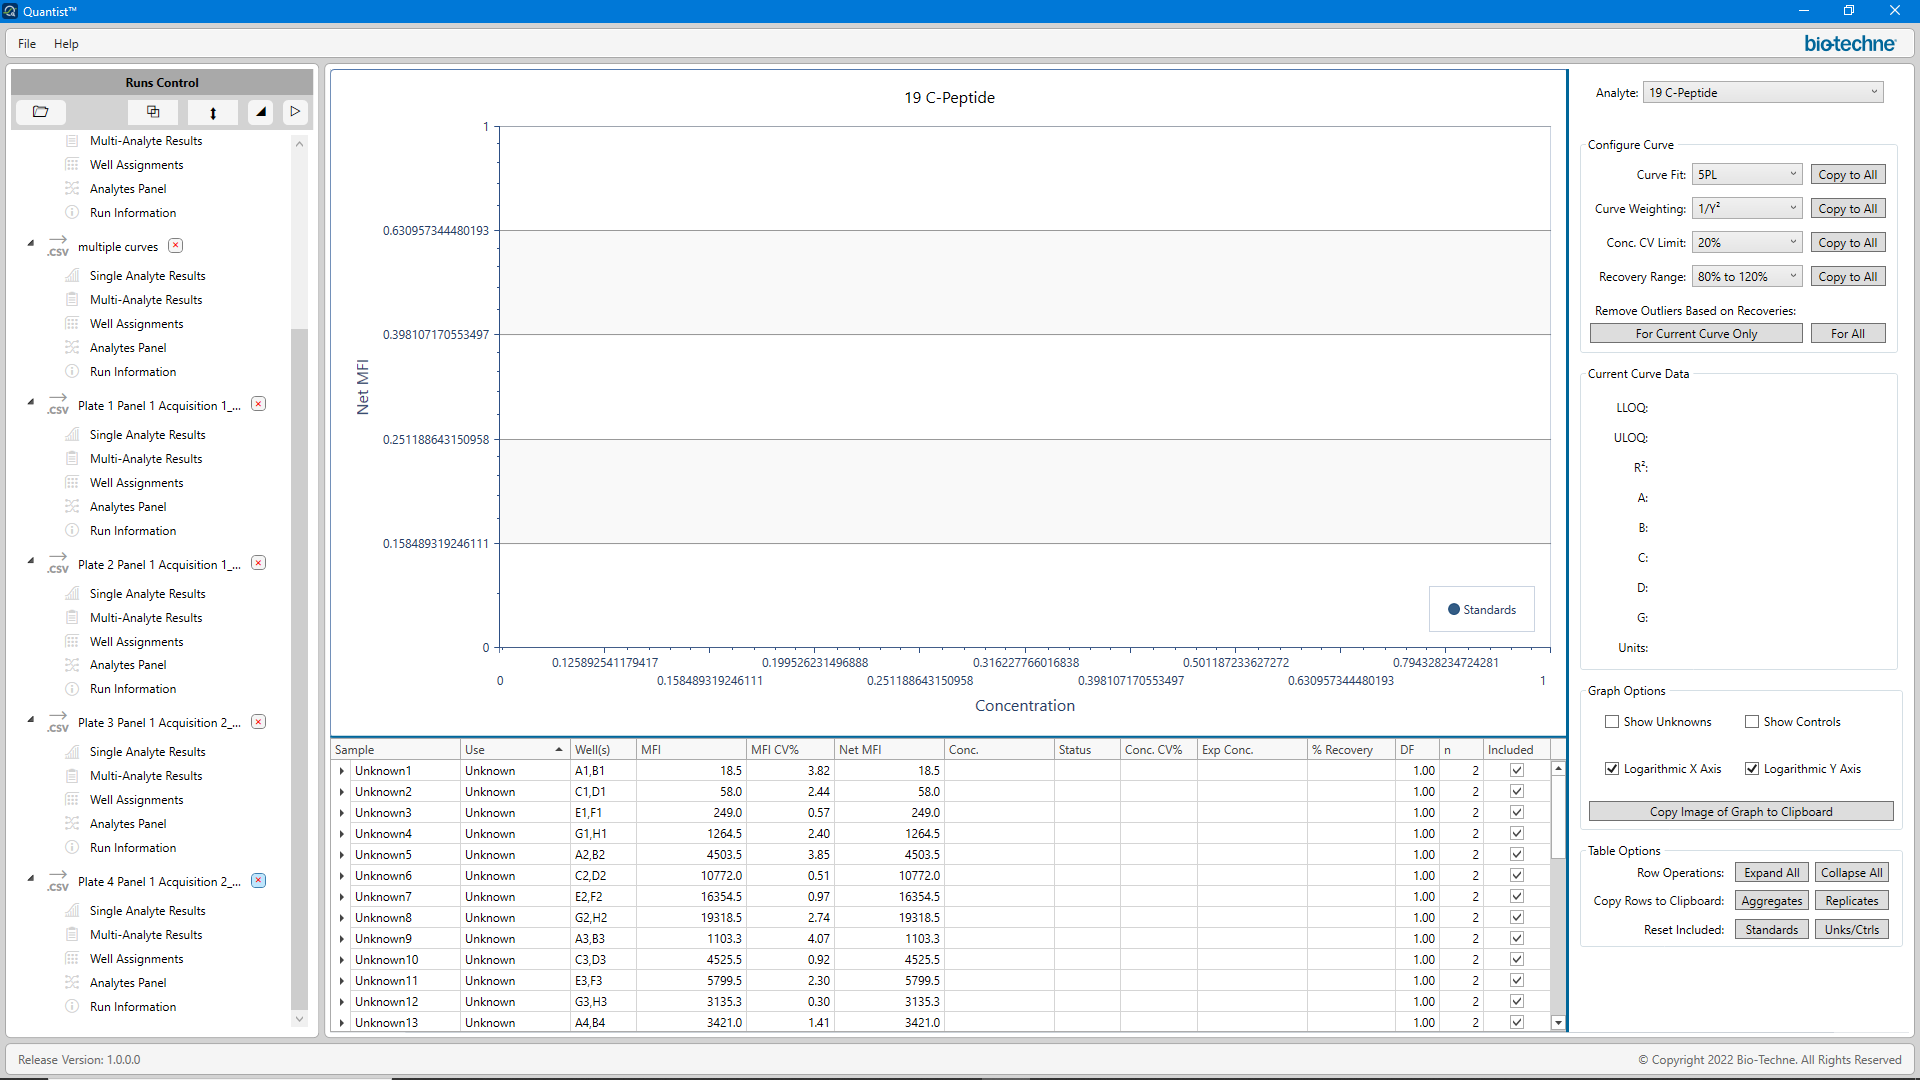 Quantist™
File Help
bio-techne
Runs Control
Multi-Analyte Results
Well Assignments
Analytes Panel
Run Information
.CSV multiple curves
Single Analyte Results
Multi-Analyte Results
Well Assignments
Analytes Panel
Run Information
.CSV Plate 1 Panel 1 Acquisition 1_...
Single Analyte Results
Multi-Analyte Results
Well Assignments
Analytes Panel
Run Information
.CSV Plate 2 Panel 1 Acquisition 1_...
Single Analyte Results
Multi-Analyte Results
Well Assignments
Analytes Panel
Run Information
.CSV Plate 3 Panel 1 Acquisition 2_...
Single Analyte Results
Multi-Analyte Results
Well Assignments
Analytes Panel
Run Information
.CSV Plate 4 Panel 1 Acquisition 2_...
Single Analyte Results
Multi-Analyte Results
Well Assignments
Analytes Panel
Run Information
19 C-Peptide
1
0.630957344480193
0.398107170553497
0.251188643150958
0.158489319246111
0
Net MFI
Standards
0.125892541179417 0.199526231496888 0.316227766016838 0.501187233627272 0.794328234724281
0 0.158489319246111 0.251188643150958 0.398107170553497 0.630957344480193 1
Concentration
Sample Use Well(s) MFI MFI CV% Net MFI Conc. Status Conc. CV% Exp Conc. % Recovery DF n Included
Unknown1 Unknown A1,B1 18.5 3.82 18.5 1.00 2
Unknown2 Unknown C1,D1 58.0 2.44 58.0 1.00 2
Unknown3 Unknown E1,F1 249.0 0.57 249.0 1.00 2
Unknown4 Unknown G1,H1 1264.5 2.40 1264.5 1.00 2
Unknown5 Unknown A2,B2 4503.5 3.85 4503.5 1.00 2
Unknown6 Unknown C2,D2 10772.0 0.51 10772.0 1.00 2
Unknown7 Unknown E2,F2 16354.5 0.97 16354.5 1.00 2
Unknown8 Unknown G2,H2 19318.5 2.74 19318.5 1.00 2
Unknown9 Unknown A3,B3 1103.3 4.07 1103.3 1.00 2
Unknown10 Unknown C3,D3 4525.5 0.92 4525.5 1.00 2
Unknown11 Unknown E3,F3 5799.5 2.30 5799.5 1.00 2
Unknown12 Unknown G3,H3 3135.3 0.30 3135.3 1.00 2
Unknown13 Unknown A4,B4 3421.0 1.41 3421.0 1.00 2
Analyte: 19 C-Peptide
Configure Curve
Curve Fit: 5PL Copy to All
Curve Weighting: 1/Y² Copy to All
Conc. CV Limit: 20% Copy to All
Recovery Range: 80% to 120% Copy to All
Remove Outliers Based on Recoveries:
For Current Curve Only For All
Current Curve Data
LLOQ:
ULOQ:
R²:
A:
B:
C:
D:
G:
Units:
Graph Options
Show Unknowns Show Controls
Logarithmic X Axis Logarithmic Y Axis
Copy Image of Graph to Clipboard
Table Options
Row Operations: Expand All Collapse All
Copy Rows to Clipboard: Aggregates Replicates
Reset Included: Standards Unks/Ctrls
Release Version: 1.0.0.0
© Copyright 2022 Bio-Techne. All Rights Reserved